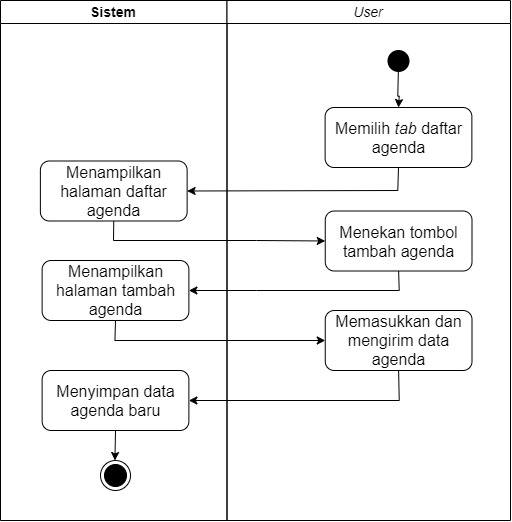 Sistem
User
Memilih tab daftar
agenda
Menampilkan
halaman daftar
agenda
Menekan tombol
tambah agenda
Menampilkan
halaman tambah
agenda
Memasukkan dan
mengirim data
agenda
Menyimpan data
agenda baru